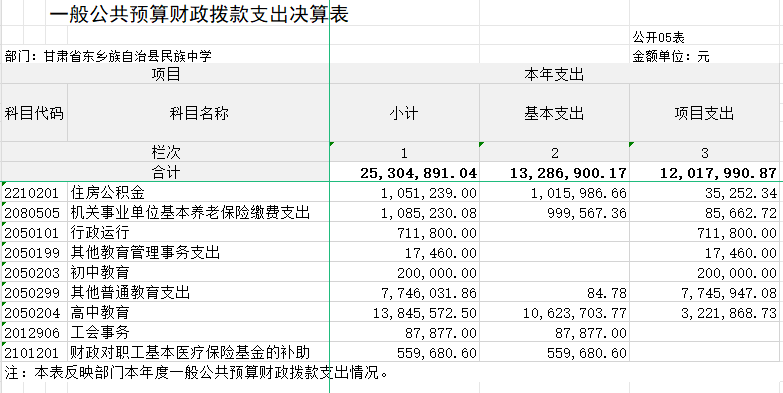 一般公共预算财政拨款支出决算表
公开05表
部门：甘肃省东乡族自治县民族中学 金额单位：元
项目 本年支出
科目代码 科目名称 小计 基本支出 项目支出
栏次 1 2 3
合计 25,304,891.04 13,286,900.17 12,017,990.87
2210201 住房公积金 1,051,239.00 1,015,986.66 35,252.34
2080505 机关事业单位基本养老保险缴费支出 1,085,230.08 999,567.36 85,662.72
2050101 行政运行 711,800.00 711,800.00
2050199 其他教育管理事务支出 17,460.00 17,460.00
2050203 初中教育 200,000.00 200,000.00
2050299 其他普通教育支出 7,746,031.86 84.78 7,745,947.08
2050204 高中教育 13,845,572.50 10,623,703.77 3,221,868.73
2012906 工会事务 87,877.00 87,877.00
2101201 财政对职工基本医疗保险基金的补助 559,680.60 559,680.60
注：本表反映部门本年度一般公共预算财政拨款支出情况。